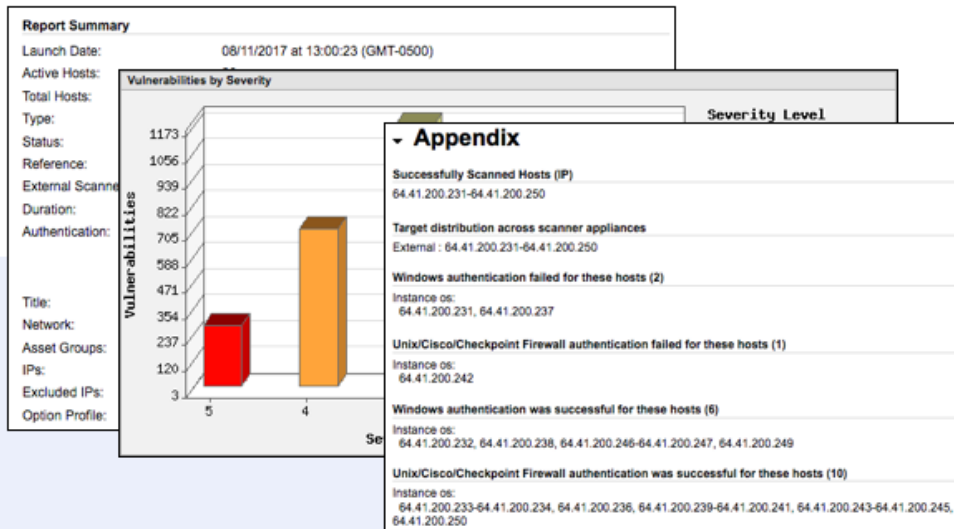 Report Summary
Launch Date: 08/11/2017 at 13:00:23 (GMT-0500)
Active Hosts:
Total Hosts:
Type:
Status:
Reference:
External Scanne
Duration:
Authentication:
Title:
Network:
Asset Groups:
IPs:
Excluded IPs:
Option Profile:
Vulnerabilities by Severity
Severity Level
Vulnerabilities
1173
1056
939
822
705
588
471
354
237
120
3
5 4
Se
Appendix
Successfully Scanned Hosts (IP)
64.41.200.231-64.41.200.250
Target distribution across scanner appliances
External : 64.41.200.231-64.41.200.250
Windows authentication failed for these hosts (2)
Instance os:
64.41.200.231, 64.41.200.237
Unix/Cisco/Checkpoint Firewall authentication failed for these hosts (1)
Instance os:
64.41.200.242
Windows authentication was successful for these hosts (6)
Instance os:
64.41.200.232, 64.41.200.238, 64.41.200.246-64.41.200.247, 64.41.200.249
Unix/Cisco/Checkpoint Firewall authentication was successful for these hosts (10)
Instance os:
64.41.200.233-64.41.200.234, 64.41.200.236, 64.41.200.239-64.41.200.241, 64.41.200.243-64.41.200.245,
64.41.200.250